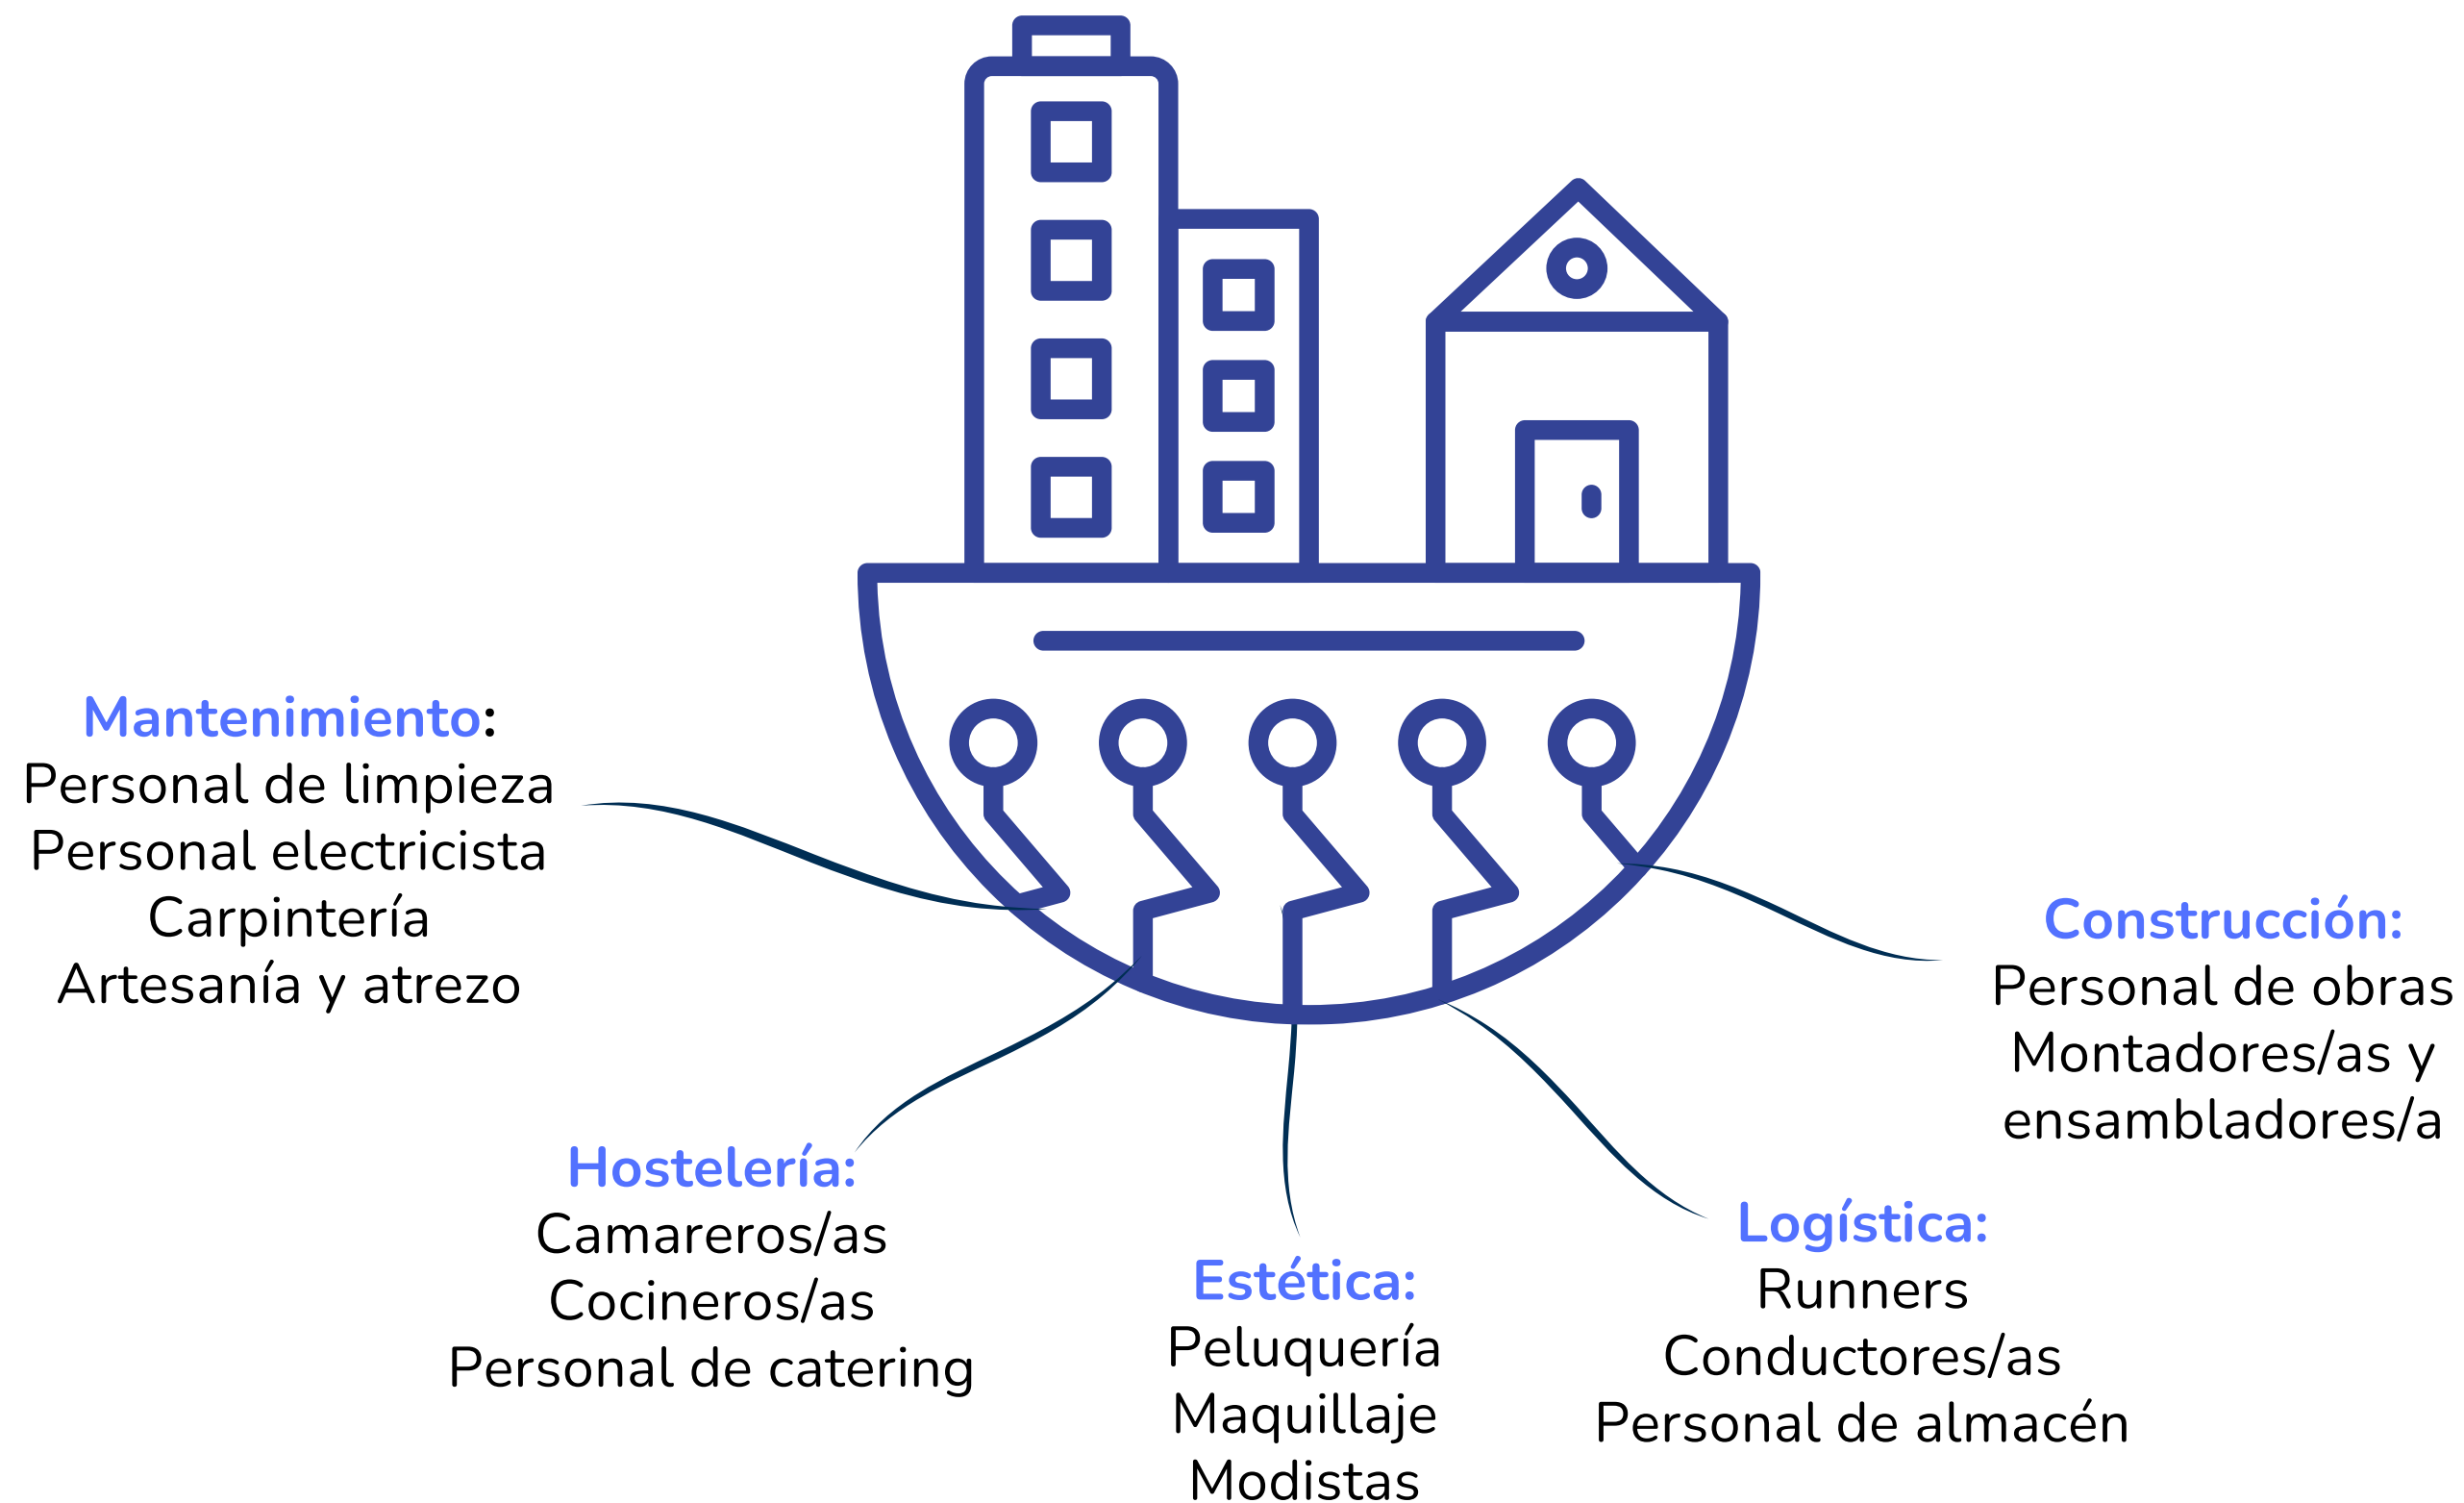 Mantenimiento:
Personal de limpieza
Personal electricista
Carpintería
Artesanía y atrezo
Hostelería:
Camareros/as
Cocineros/as
Personal de catering
Estética:
Peluquería
Maquillaje
Modistas
Logística:
Runners
Conductores/as
Personal de almacén
Construcción:
Personal de obras
Montadores/as y
ensambladores/a